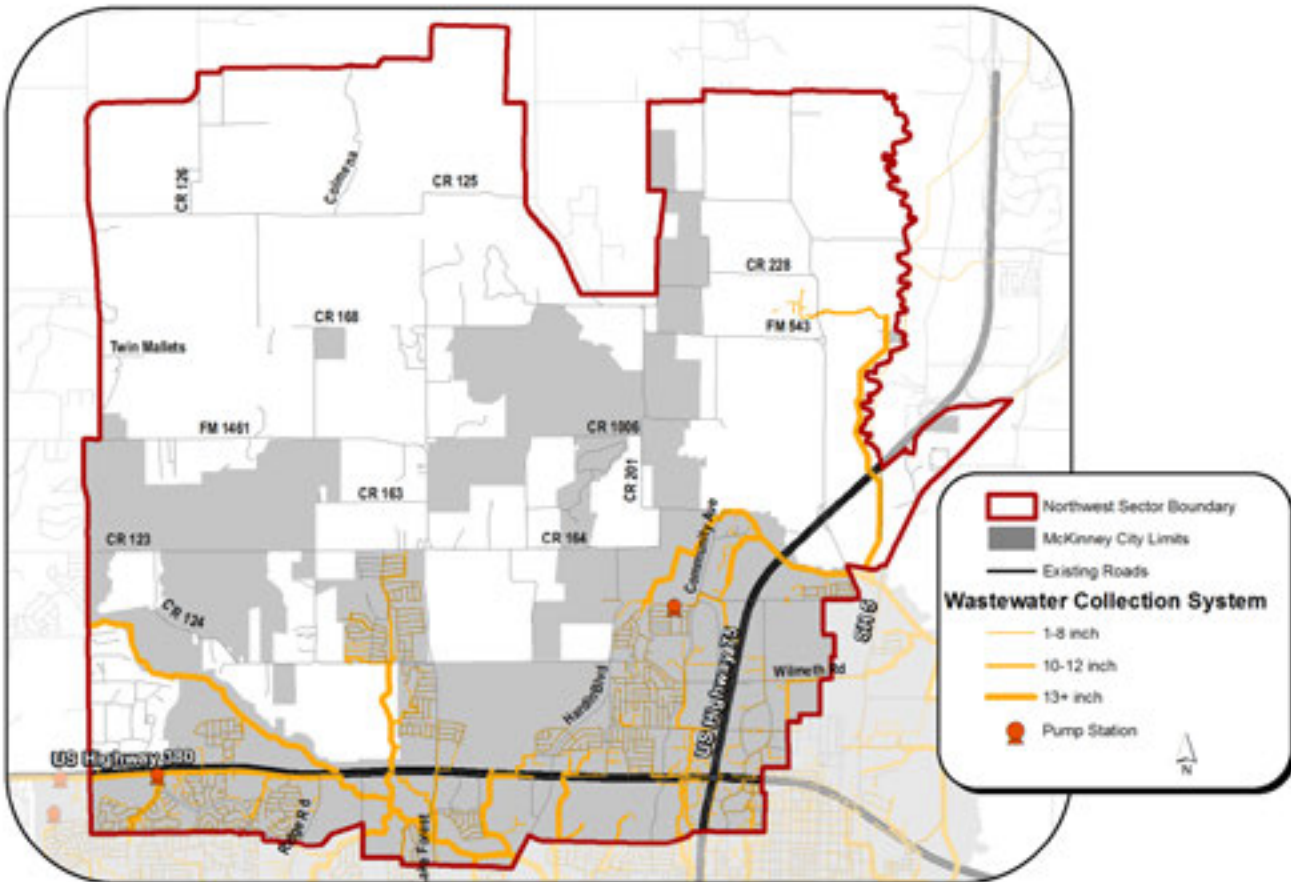 CR 126
Colmena
CR 125
CR 228
CR 168
FM 543
Twin Mallets
FM 1461
CR 1006
CR 201
CR 163
CR 123
CR 164
Community Ave
CR 124
SH 5
Wilmeth Rd
Hardin Blvd
US Highway 75
US Highway 380
Ridge Rd
Forest
Northwest Sector Boundary
McKinney City Limits
Existing Roads
Wastewater Collection System
1-8 inch
10-12 inch
13+ inch
Pump Station
N